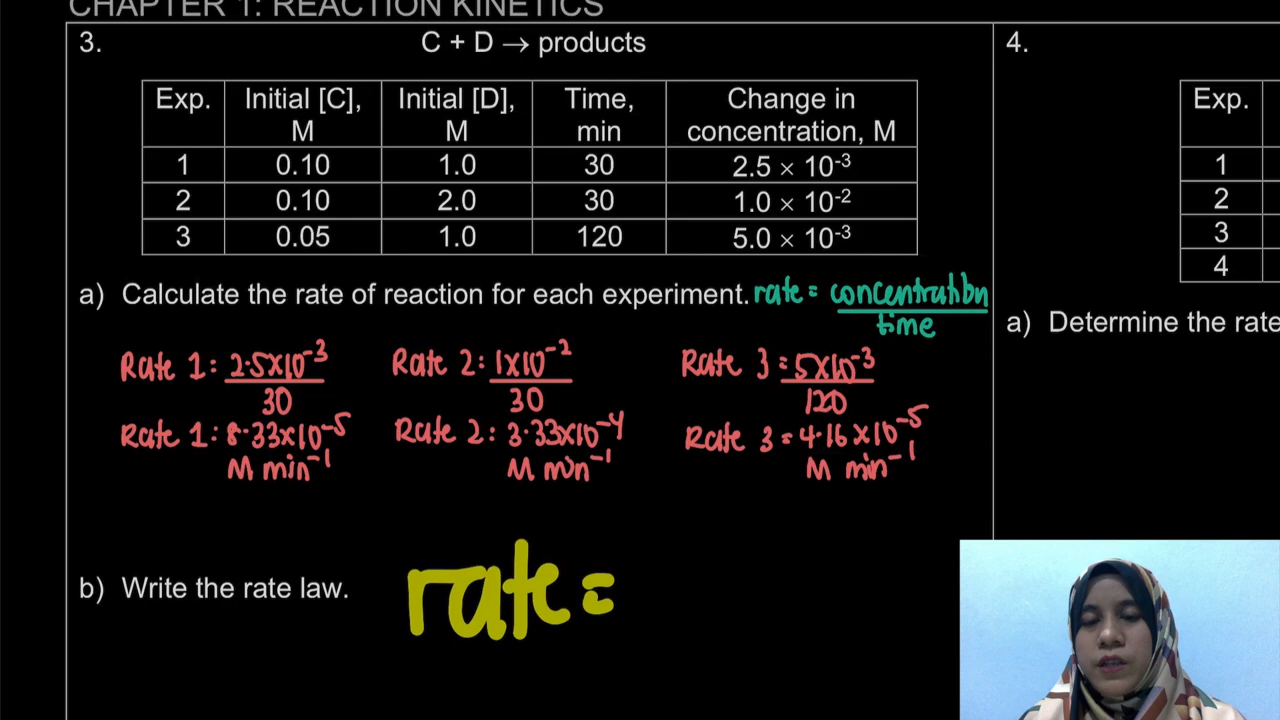 CHAPTER 1: REACTION KINETICS
3. C + D → products 4.
Exp. Initial [C], M Initial [D], M Time, min Change in concentration, M
1 0.10 1.0 30 2.5 × 10⁻³
2 0.10 2.0 30 1.0 × 10⁻²
3 0.05 1.0 120 5.0 × 10⁻³
a) Calculate the rate of reaction for each experiment. rate = concentration / time
Rate 1 : 2.5x10⁻³ / 30 Rate 2 : 1x10⁻² / 30 Rate 3 = 5x10⁻³ / 120
Rate 1 : 8.33x10⁻⁵ M min⁻¹ Rate 2 : 3.33x10⁻⁴ M min⁻¹ Rate 3 = 4.16x10⁻⁵ M min⁻¹
b) Write the rate law. rate =
Exp.
1
2
3
4
a) Determine the rate